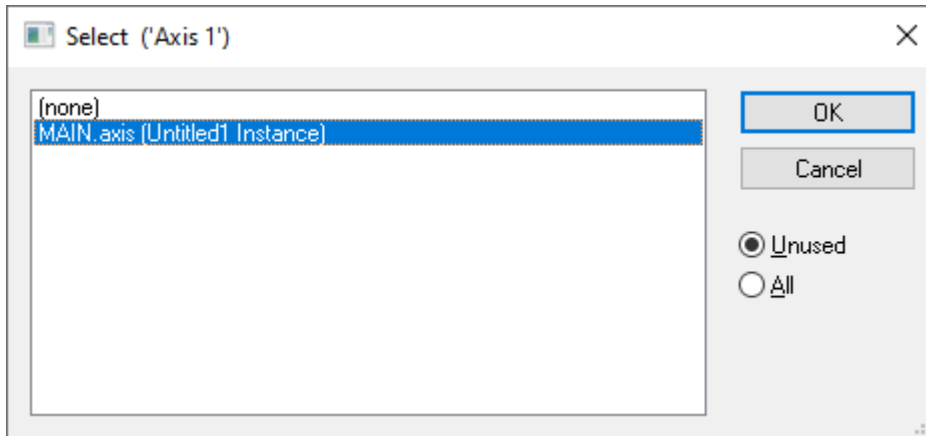 Select ('Axis 1')
(none)
MAIN.axis (Untitled1 Instance)
OK
Cancel
Unused
All